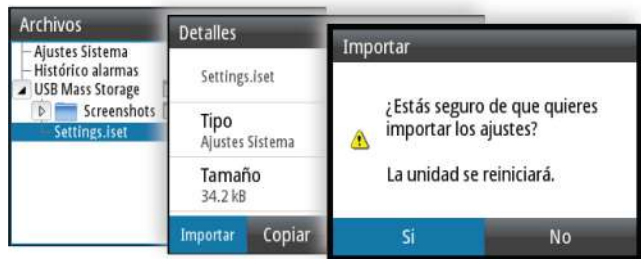 Archivos
Ajustes Sistema
Histórico alarmas
USB Mass Storage
Screenshots
Settings.iset
Detalles
Settings.iset
Tipo
Ajustes Sistema
Tamaño
34.2 kB
Importar Copiar
Importar
¿Estás seguro de que quieres
importar los ajustes?
La unidad se reiniciará.
Si No